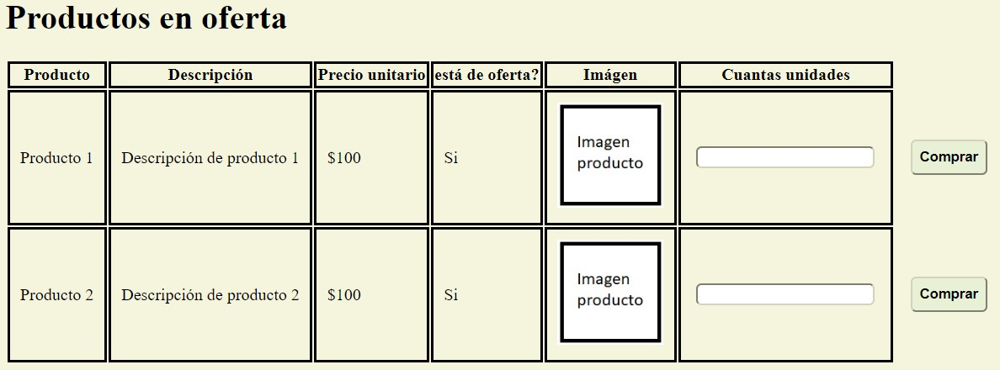 Productos en oferta
Producto Descripción Precio unitario está de oferta? Imágen Cuantas unidades
Producto 1 Descripción de producto 1 $100 Si Imagen producto Comprar
Producto 2 Descripción de producto 2 $100 Si Imagen producto Comprar